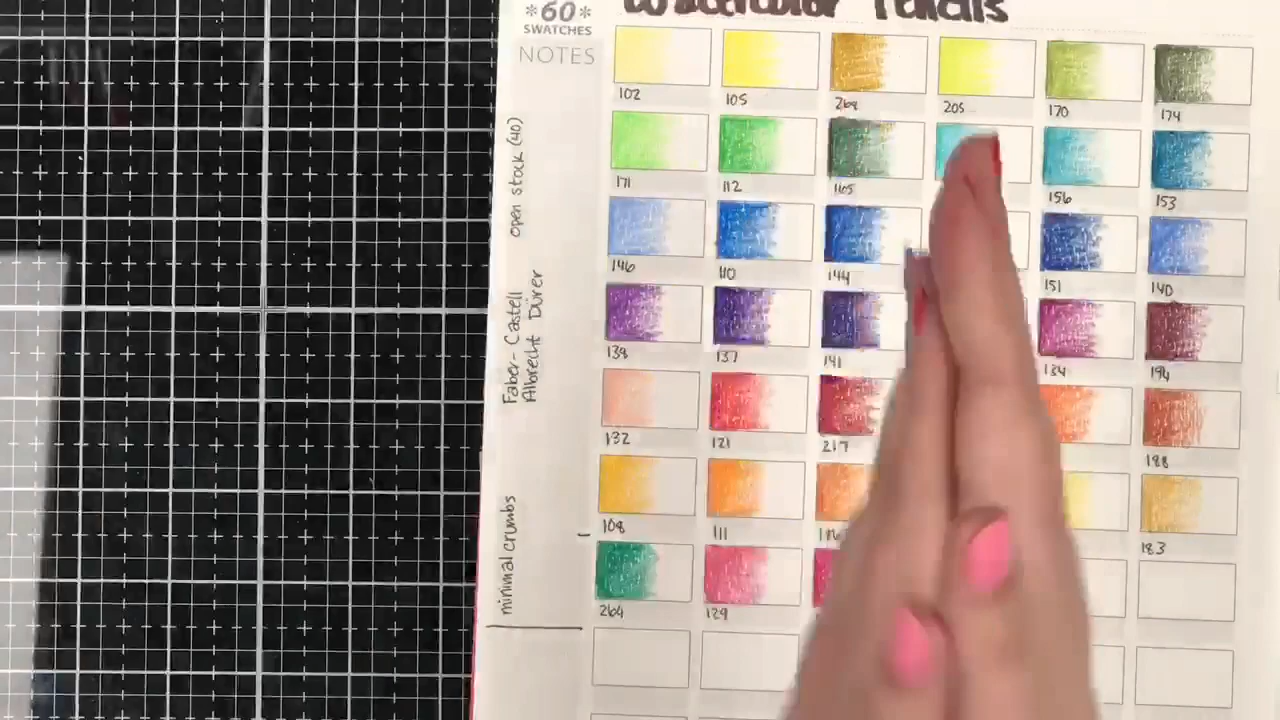 *60*
Watercolor Pencils
SWATCHES
NOTES
102 105 268 205 170 174
open stock (40)
171 112 165 156 153
146 110 144 151 140
Faber-Castell
Albrecht Dürer
138 137 141 134 194
132 121 217 188
minimal crumbs
108 111 183
264 129